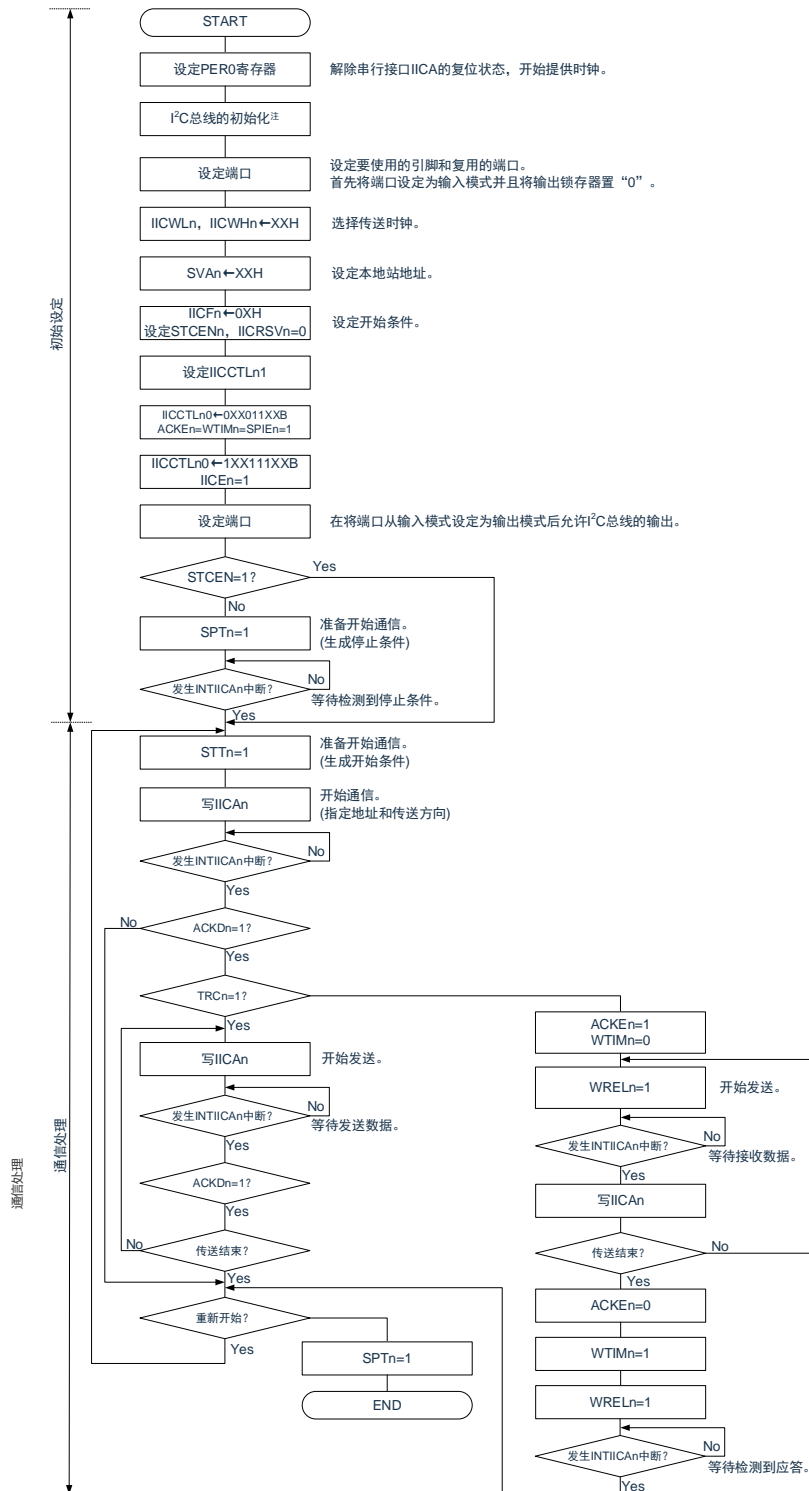 START
设定PER0寄存器
解除串行接口IICA的复位状态，开始提供时钟。
I²C总线的初始化注
设定端口
设定要使用的引脚和复用的端口。
首先将端口设定为输入模式并且将输出锁存器置“0”。
IICWLn，IICWHn←XXH
选择传送时钟。
SVAn←XXH
设定本地站地址。
IICFn←0XH
设定STCENn，IICRSVn=0
设定开始条件。
设定IICCTLn1
IICCTLn0←0XX011XXB
ACKEn=WTIMn=SPIEn=1
IICCTLn0←1XX111XXB
IICEn=1
设定端口
在将端口从输入模式设定为输出模式后允许I²C总线的输出。
STCEN=1?
Yes
No
SPTn=1
准备开始通信。
(生成停止条件)
发生INTIICAn中断?
No
等待检测到停止条件。
Yes
初始设定
STTn=1
准备开始通信。
(生成开始条件)
写IICAn
开始通信。
(指定地址和传送方向)
发生INTIICAn中断?
No
Yes
No
ACKDn=1?
Yes
TRCn=1?
Yes
写IICAn
开始发送。
发生INTIICAn中断?
No
等待发送数据。
Yes
ACKDn=1?
Yes
No
传送结束?
Yes
重新开始?
Yes
SPTn=1
END
ACKEn=1
WTIMn=0
WRELn=1
开始发送。
发生INTIICAn中断?
No
等待接收数据。
Yes
写IICAn
传送结束?
No
Yes
ACKEn=0
WTIMn=1
WRELn=1
发生INTIICAn中断?
No
等待检测到应答。
Yes
通信处理
通信处理